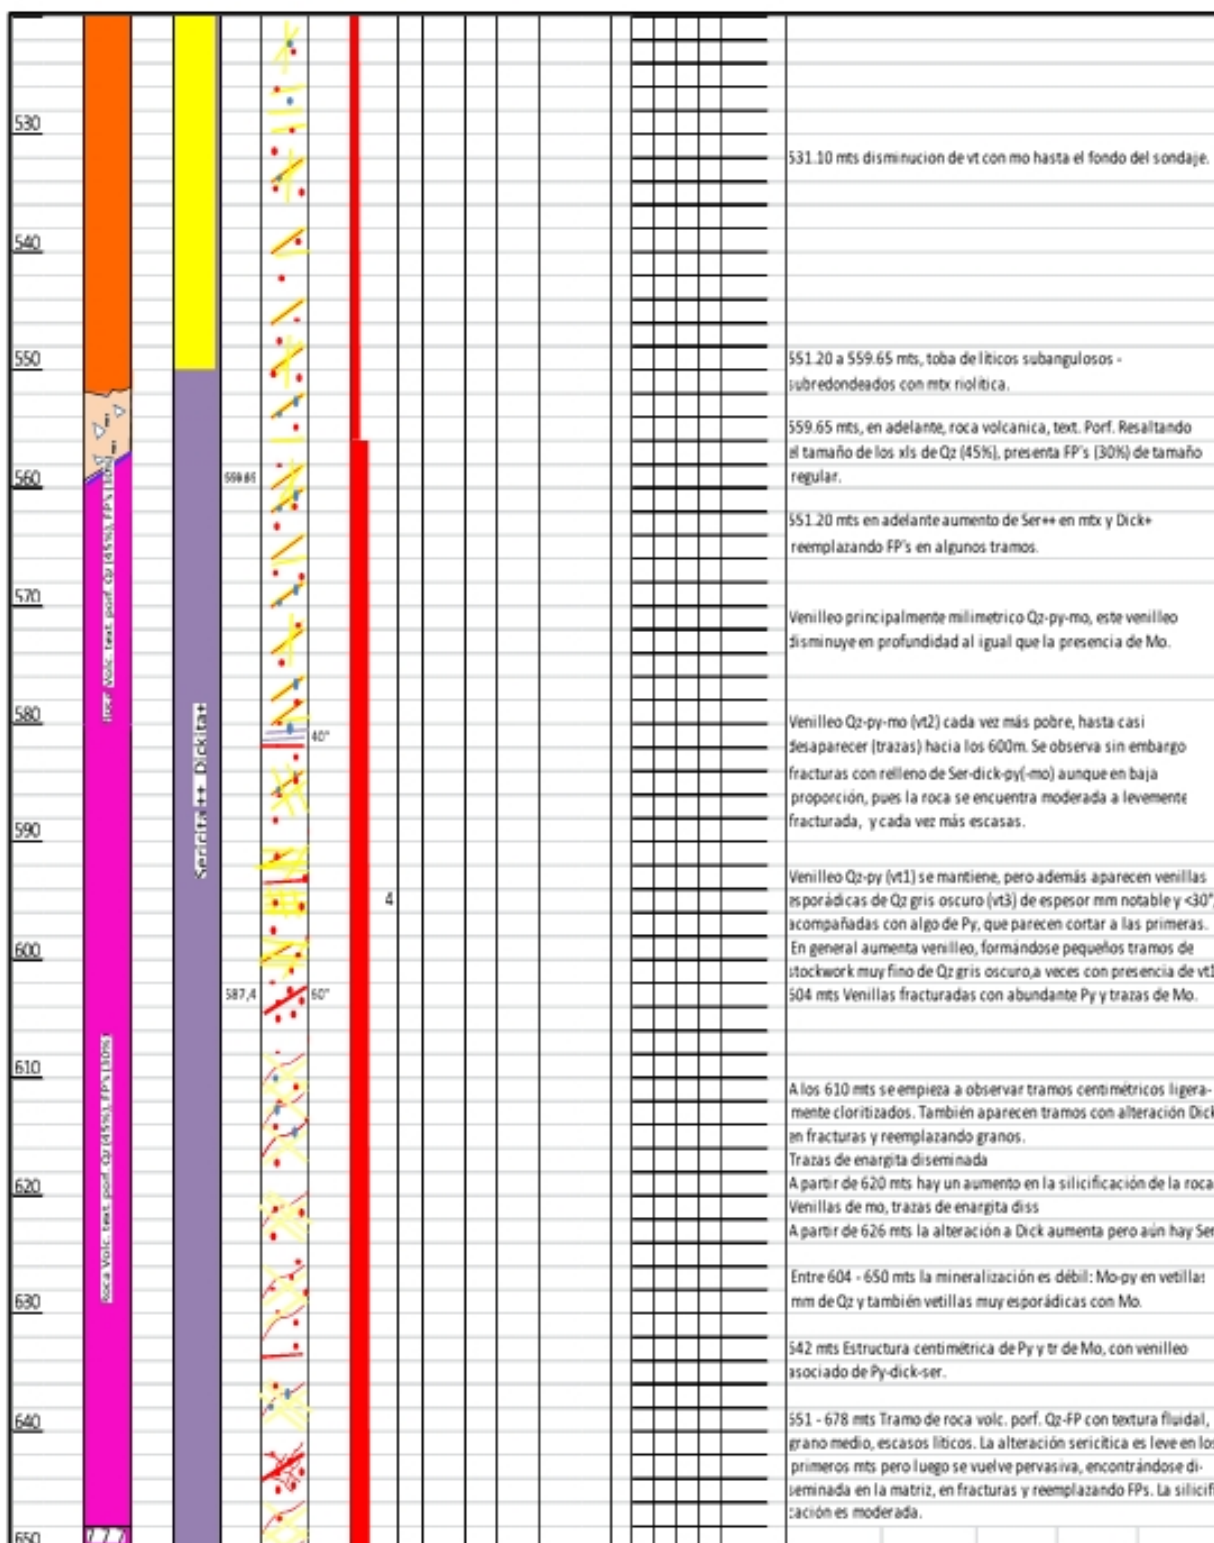 530
531.10 mts disminucion de vt con mo hasta el fondo del sondaje.
540
550
551.20 a 559.65 mts, toba de líticos subangulosos -
subredondeados con mtx riolítica.
559.65 mts, en adelante, roca volcanica, text. Porf. Resaltando
el tamaño de los xls de Qz (45%), presenta FP's (30%) de tamaño
regular.
560
559.65
551.20 mts en adelante aumento de Ser++ en mtx y Dick+
reemplazando FP's en algunos tramos.
Volc. text. porf. Qz (45%), FP's (30%)
570
Venilleo principalmente milimetrico Qz-py-mo, este venilleo
disminuye en profundidad al igual que la presencia de Mo.
580
40°
Sericita++ Dickita+
Venilleo Qz-py-mo (vt2) cada vez más pobre, hasta casi
desaparecer (trazas) hacia los 600m. Se observa sin embargo
fracturas con relleno de Ser-dick-py(-mo) aunque en baja
proporción, pues la roca se encuentra moderada a levemente
fracturada, y cada vez más escasas.
590
4
Venilleo Qz-py (vt1) se mantiene, pero además aparecen venillas
esporádicas de Qz gris oscuro (vt3) de espesor mm notable y <30°,
acompañadas con algo de Py, que parecen cortar a las primeras.
En general aumenta venilleo, formándose pequeños tramos de
stockwork muy fino de Qz gris oscuro,a veces con presencia de vt1
600
587,4
60°
604 mts Venillas fracturadas con abundante Py y trazas de Mo.
610
Roca Volc. text. porf. Qz (45%), FP's (30%)
A los 610 mts se empieza a observar tramos centimétricos ligera-
mente cloritizados. También aparecen tramos con alteración Dick
en fracturas y reemplazando granos.
Trazas de enargita diseminada
620
A partir de 620 mts hay un aumento en la silicificación de la roca
Venillas de mo, trazas de enargita diss
A partir de 626 mts la alteración a Dick aumenta pero aún hay Ser
Entre 604 - 650 mts la mineralización es débil: Mo-py en vetillas
mm de Qz y también vetillas muy esporádicas con Mo.
630
642 mts Estructura centimétrica de Py y tr de Mo, con venilleo
asociado de Py-dick-ser.
640
651 - 678 mts Tramo de roca volc. porf. Qz-FP con textura fluidal,
grano medio, escasos líticos. La alteración sericítica es leve en los
primeros mts pero luego se vuelve pervasiva, encontrándose di-
seminada en la matriz, en fracturas y reemplazando FPs. La silicifi
cación es moderada.
650